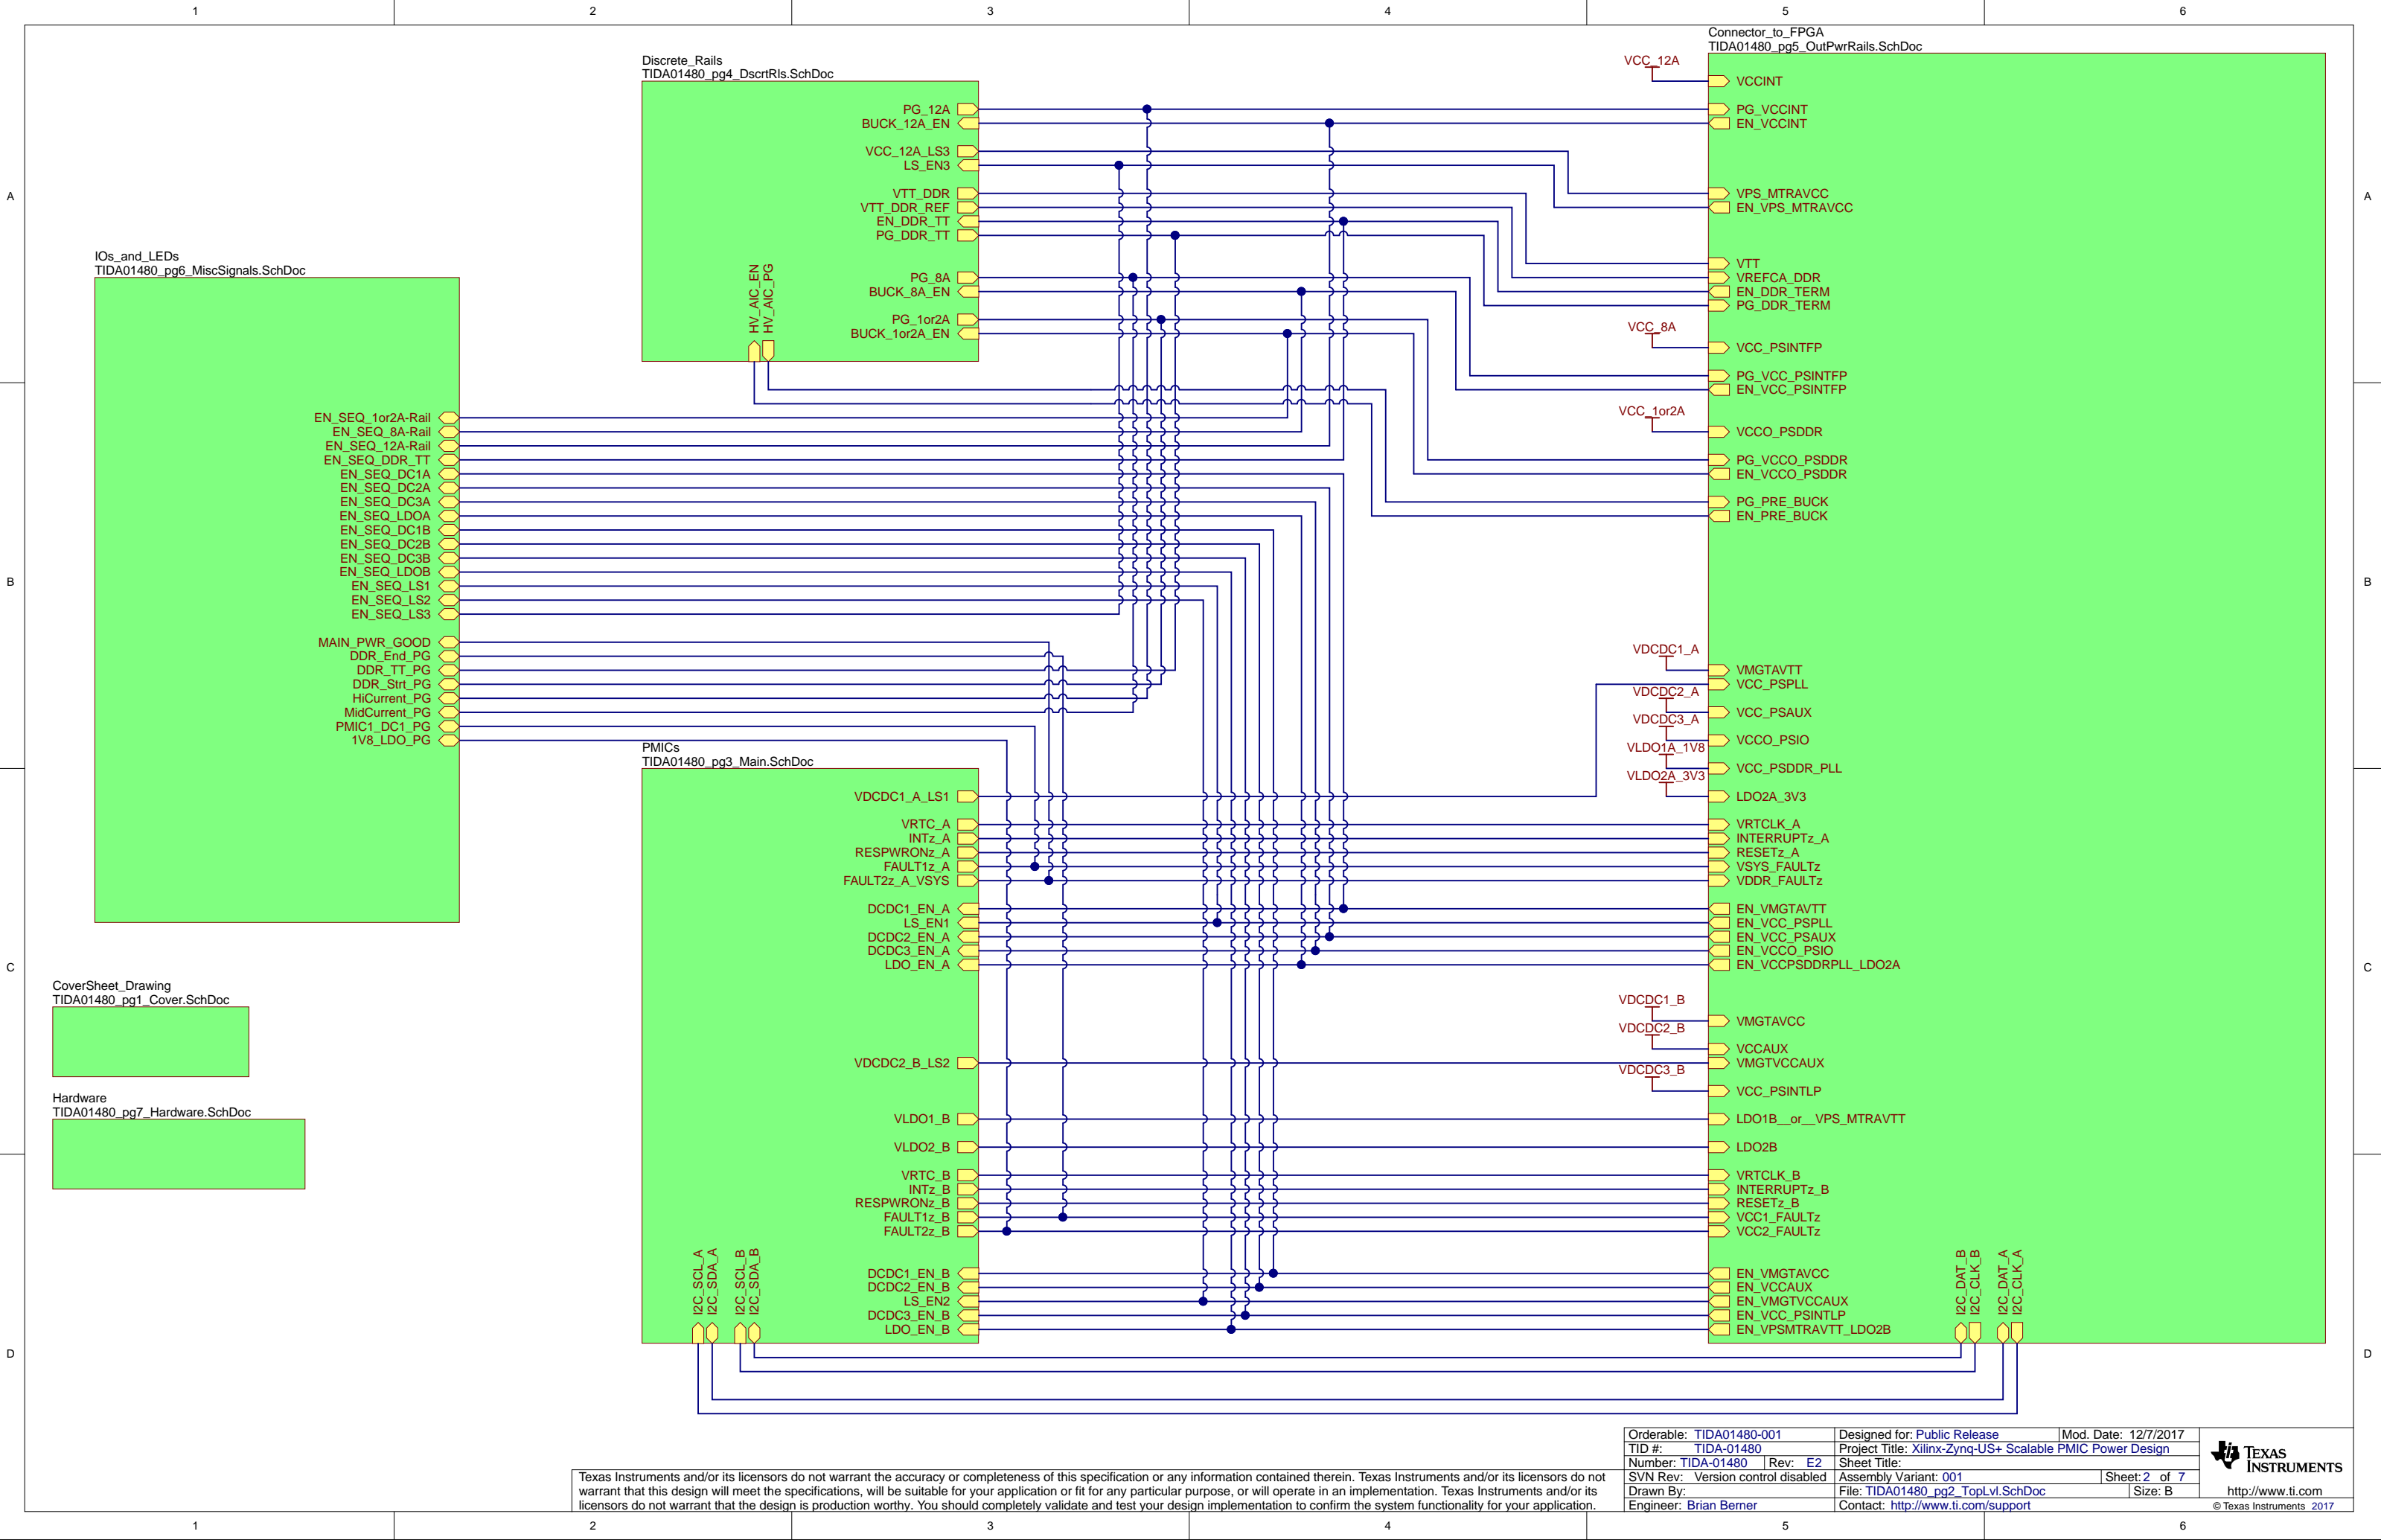 1
2
3
4
5
6
A
B
C
D
A
B
C
D
Discrete_Rails
TIDA01480_pg4_DscrtRls.SchDoc
PG_12A
BUCK_12A_EN
VCC_12A_LS3
LS_EN3
VTT_DDR
VTT_DDR_REF
EN_DDR_TT
PG_DDR_TT
PG_8A
BUCK_8A_EN
PG_1or2A
BUCK_1or2A_EN
HV_AIC_EN
HV_AIC_PG
IOs_and_LEDs
TIDA01480_pg6_MiscSignals.SchDoc
EN_SEQ_1or2A-Rail
EN_SEQ_8A-Rail
EN_SEQ_12A-Rail
EN_SEQ_DDR_TT
EN_SEQ_DC1A
EN_SEQ_DC2A
EN_SEQ_DC3A
EN_SEQ_LDOA
EN_SEQ_DC1B
EN_SEQ_DC2B
EN_SEQ_DC3B
EN_SEQ_LDOB
EN_SEQ_LS1
EN_SEQ_LS2
EN_SEQ_LS3
MAIN_PWR_GOOD
DDR_End_PG
DDR_TT_PG
DDR_Strt_PG
HiCurrent_PG
MidCurrent_PG
PMIC1_DC1_PG
1V8_LDO_PG
PMICs
TIDA01480_pg3_Main.SchDoc
VDCDC1_A_LS1
VRTC_A
INTz_A
RESPWRONz_A
FAULT1z_A
FAULT2z_A_VSYS
DCDC1_EN_A
LS_EN1
DCDC2_EN_A
DCDC3_EN_A
LDO_EN_A
VDCDC2_B_LS2
VLDO1_B
VLDO2_B
VRTC_B
INTz_B
RESPWRONz_B
FAULT1z_B
FAULT2z_B
DCDC1_EN_B
DCDC2_EN_B
LS_EN2
DCDC3_EN_B
LDO_EN_B
I2C_SCL_A
I2C_SDA_A
I2C_SCL_B
I2C_SDA_B
CoverSheet_Drawing
TIDA01480_pg1_Cover.SchDoc
Hardware
TIDA01480_pg7_Hardware.SchDoc
Connector_to_FPGA
TIDA01480_pg5_OutPwrRails.SchDoc
VCC_12A
VCCINT
PG_VCCINT
EN_VCCINT
VPS_MTRAVCC
EN_VPS_MTRAVCC
VTT
VREFCA_DDR
EN_DDR_TERM
PG_DDR_TERM
VCC_8A
VCC_PSINTFP
PG_VCC_PSINTFP
EN_VCC_PSINTFP
VCC_1or2A
VCCO_PSDDR
PG_VCCO_PSDDR
EN_VCCO_PSDDR
PG_PRE_BUCK
EN_PRE_BUCK
VDCDC1_A
VMGTAVTT
VCC_PSPLL
VDCDC2_A
VCC_PSAUX
VDCDC3_A
VCCO_PSIO
VLDO1A_1V8
VCC_PSDDR_PLL
VLDO2A_3V3
LDO2A_3V3
VRTCLK_A
INTERRUPTz_A
RESETz_A
VSYS_FAULTz
VDDR_FAULTz
EN_VMGTAVTT
EN_VCC_PSPLL
EN_VCC_PSAUX
EN_VCCO_PSIO
EN_VCCPSDDRPLL_LDO2A
VDCDC1_B
VMGTAVCC
VDCDC2_B
VCCAUX
VMGTVCCAUX
VDCDC3_B
VCC_PSINTLP
LDO1B__or__VPS_MTRAVTT
LDO2B
VRTCLK_B
INTERRUPTz_B
RESETz_B
VCC1_FAULTz
VCC2_FAULTz
EN_VMGTAVCC
EN_VCCAUX
EN_VMGTVCCAUX
EN_VCC_PSINTLP
EN_VPSMTRAVTT_LDO2B
I2C_DAT_B
I2C_CLK_B
I2C_DAT_A
I2C_CLK_A
Texas Instruments and/or its licensors do not warrant the accuracy or completeness of this specification or any information contained therein. Texas Instruments and/or its licensors do not
warrant that this design will meet the specifications, will be suitable for your application or fit for any particular purpose, or will operate in an implementation. Texas Instruments and/or its
licensors do not warrant that the design is production worthy. You should completely validate and test your design implementation to confirm the system functionality for your application.
Orderable: TIDA01480-001 Designed for: Public Release Mod. Date: 12/7/2017
TID #: TIDA-01480 Project Title: Xilinx-Zynq-US+ Scalable PMIC Power Design
Number: TIDA-01480 Rev: E2 Sheet Title:
SVN Rev: Version control disabled Assembly Variant: 001 Sheet: 2 of 7
Drawn By: File: TIDA01480_pg2_TopLvl.SchDoc Size: B
Engineer: Brian Berner Contact: http://www.ti.com/support
TEXAS
INSTRUMENTS
http://www.ti.com
© Texas Instruments 2017
1
2
3
4
5
6